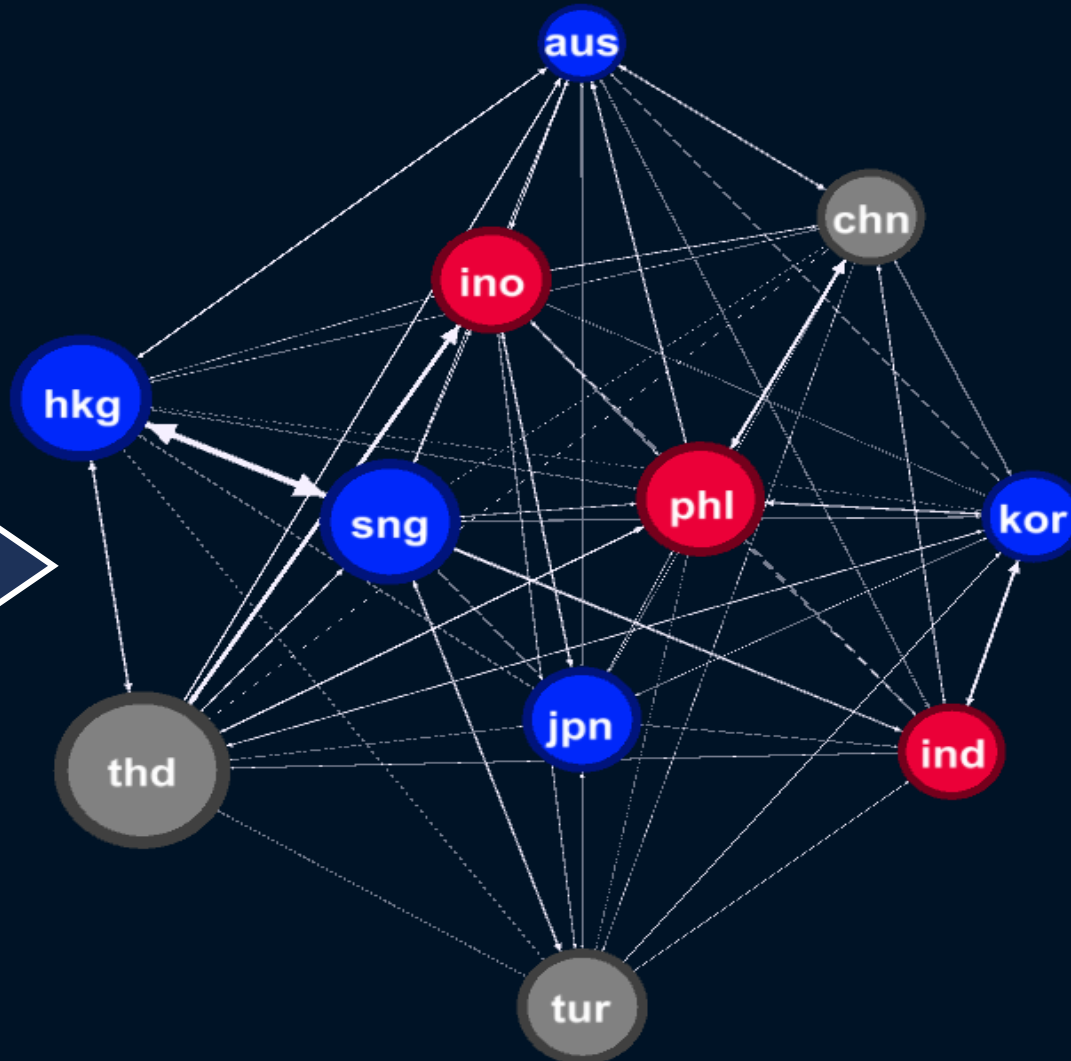 aus
chn
ino
hkg
phl
kor
sng
jpn
ind
thd
tur